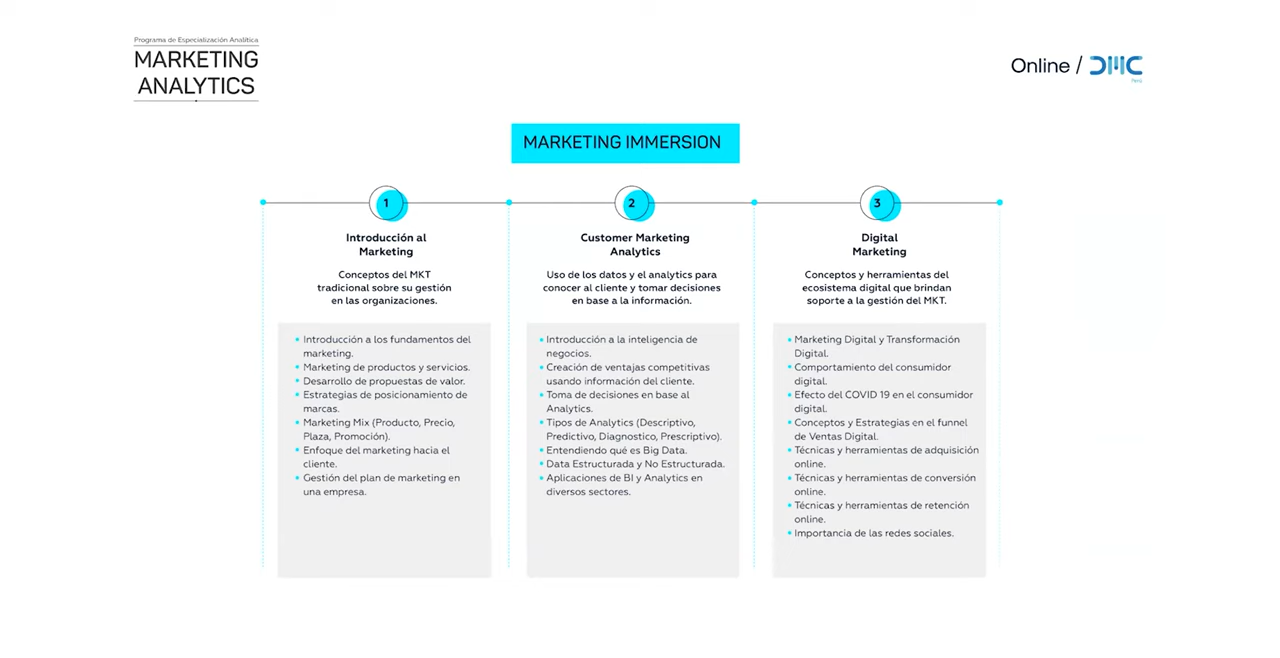 Programa de Especialización Analítica
MARKETING
ANALYTICS
Online / DMC
Perú
MARKETING IMMERSION
1
Introducción al
Marketing
Conceptos del MKT
tradicional sobre su gestión
en las organizaciones.
Introducción a los fundamentos del
marketing.
Marketing de productos y servicios.
Desarrollo de propuestas de valor.
Estrategias de posicionamiento de
marcas.
Marketing Mix (Producto, Precio,
Plaza, Promoción).
Enfoque del marketing hacia el
cliente.
Gestión del plan de marketing en
una empresa.
2
Customer Marketing
Analytics
Uso de los datos y el analytics para
conocer al cliente y tomar decisiones
en base a la información.
Introducción a la inteligencia de
negocios.
Creación de ventajas competitivas
usando información del cliente.
Toma de decisiones en base al
Analytics.
Tipos de Analytics (Descriptivo,
Predictivo, Diagnostico, Prescriptivo).
Entendiendo qué es Big Data.
Data Estructurada y No Estructurada.
Aplicaciones de BI y Analytics en
diversos sectores.
3
Digital
Marketing
Conceptos y herramientas del
ecosistema digital que brindan
soporte a la gestión del MKT.
Marketing Digital y Transformación
Digital.
Comportamiento del consumidor
digital.
Efecto del COVID 19 en el consumidor
digital.
Conceptos y Estrategias en el funnel
de Ventas Digital.
Técnicas y herramientas de adquisición
online.
Técnicas y herramientas de conversión
online.
Técnicas y herramientas de retención
online.
Importancia de las redes sociales.